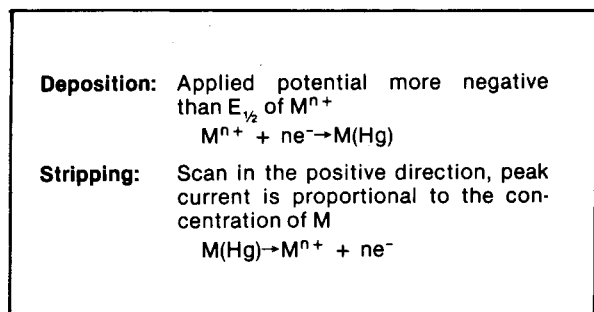 Deposition: Applied potential more negative
than E½ of Mⁿ⁺
Mⁿ⁺ + ne⁻→M(Hg)
Stripping: Scan in the positive direction, peak
current is proportional to the con-
centration of M
M(Hg)→Mⁿ⁺ + ne⁻